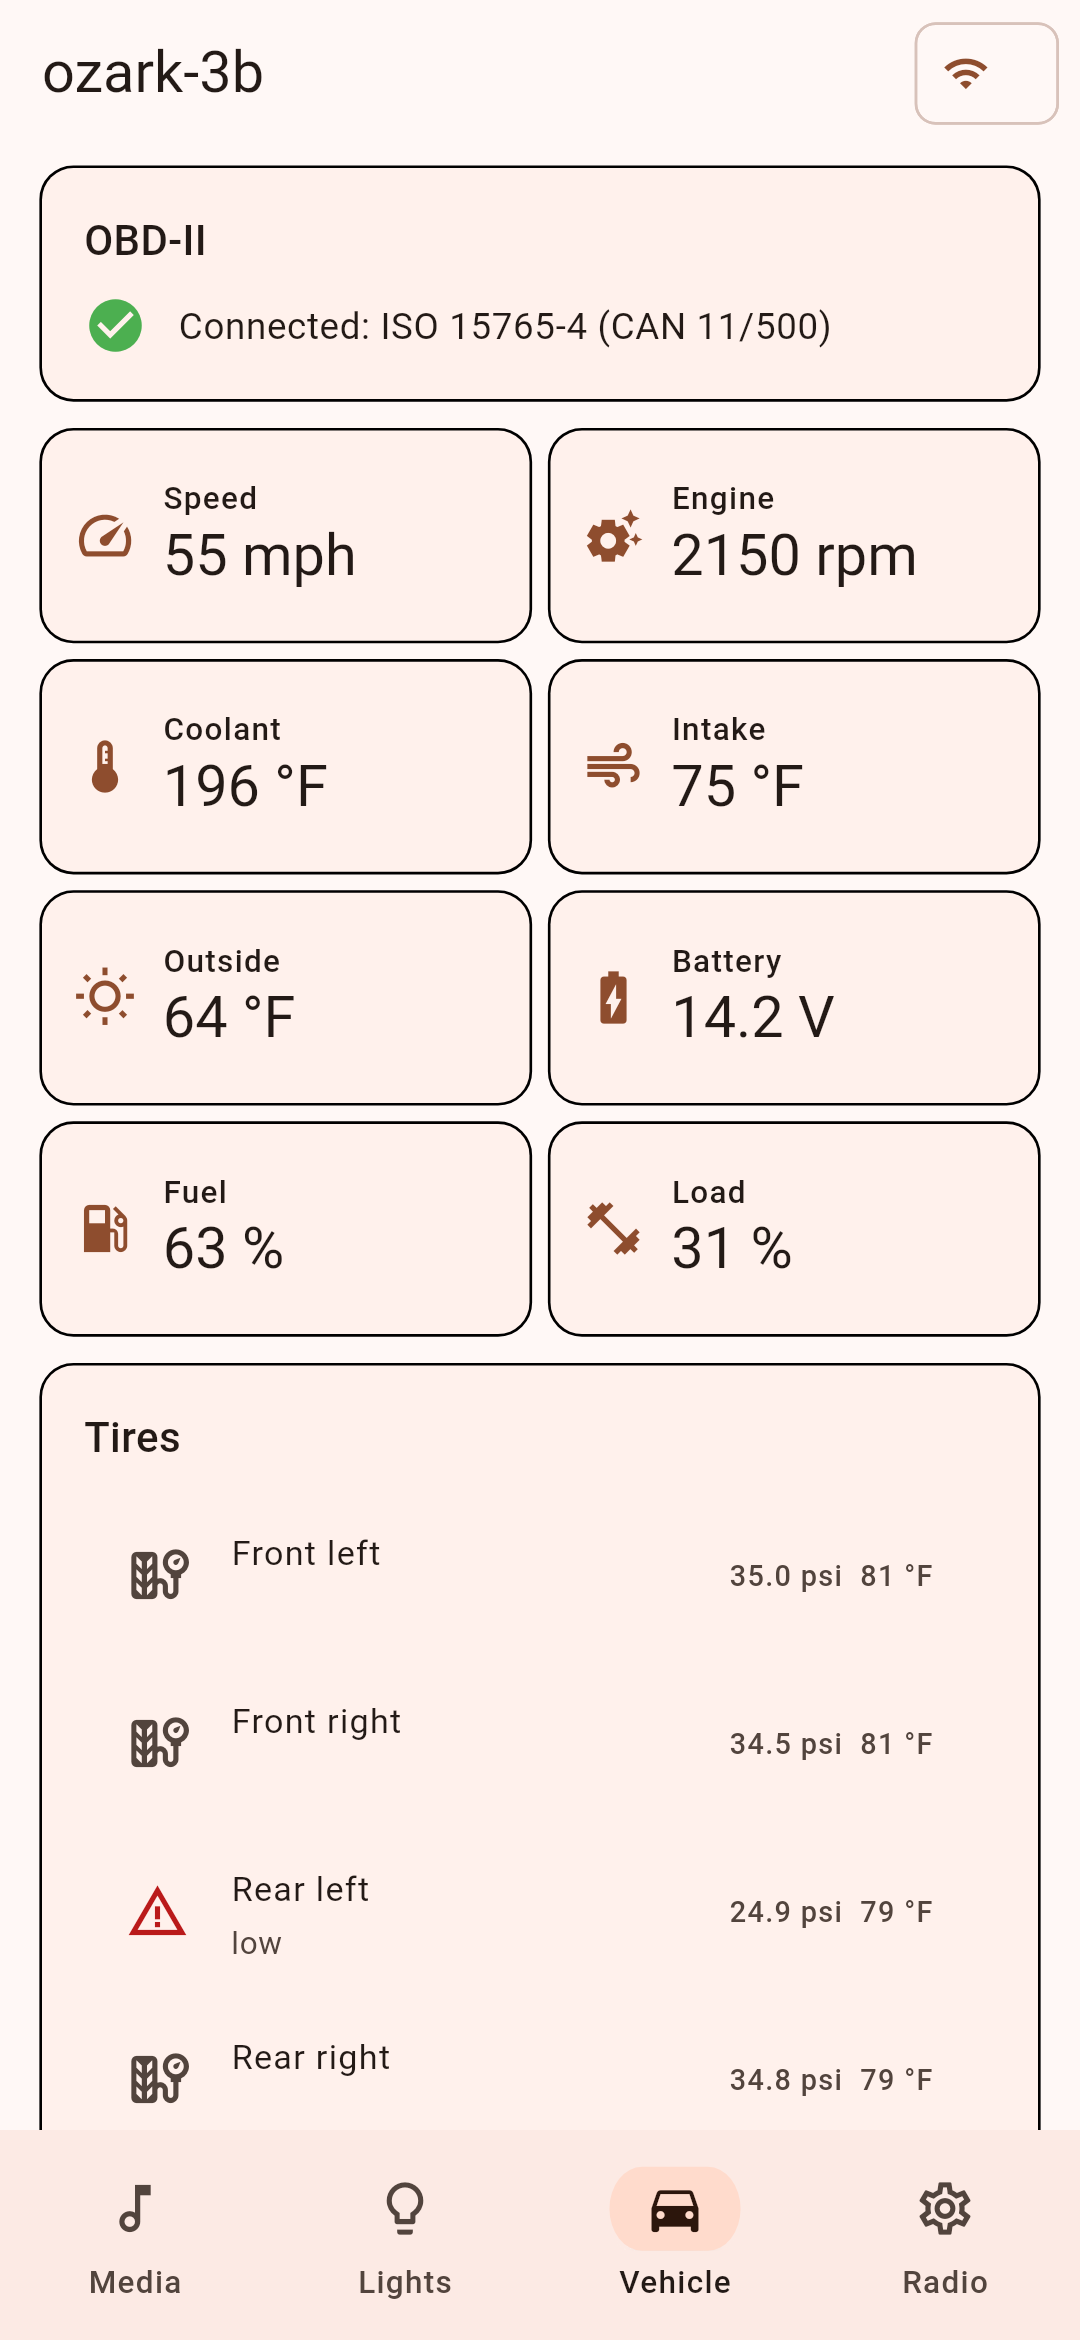 ozark-3b
OBD-II
Connected: ISO 15765-4 (CAN 11/500)
Speed
55 mph
Engine
2150 rpm
Coolant
196 °F
Intake
75 °F
Outside
64 °F
Battery
14.2 V
Fuel
63 %
Load
31 %
Tires
Front left
35.0 psi 81 °F
Front right
34.5 psi 81 °F
Rear left
24.9 psi 79 °F
low
Rear right
34.8 psi 79 °F
Media
Lights
Vehicle
Radio